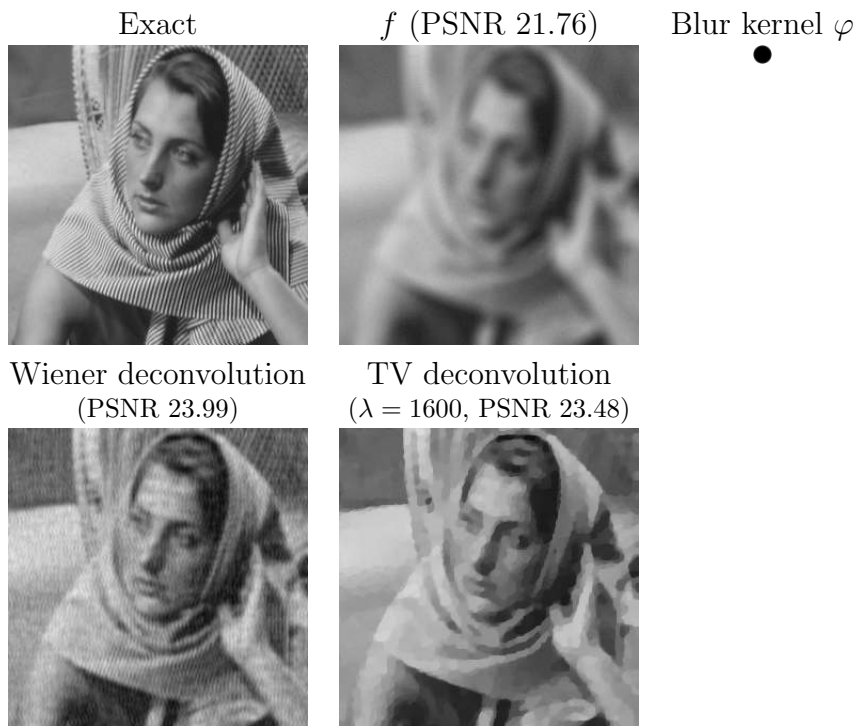 Exact
f (PSNR 21.76)
Blur kernel φ
Wiener deconvolution
(PSNR 23.99)
TV deconvolution
(λ = 1600, PSNR 23.48)